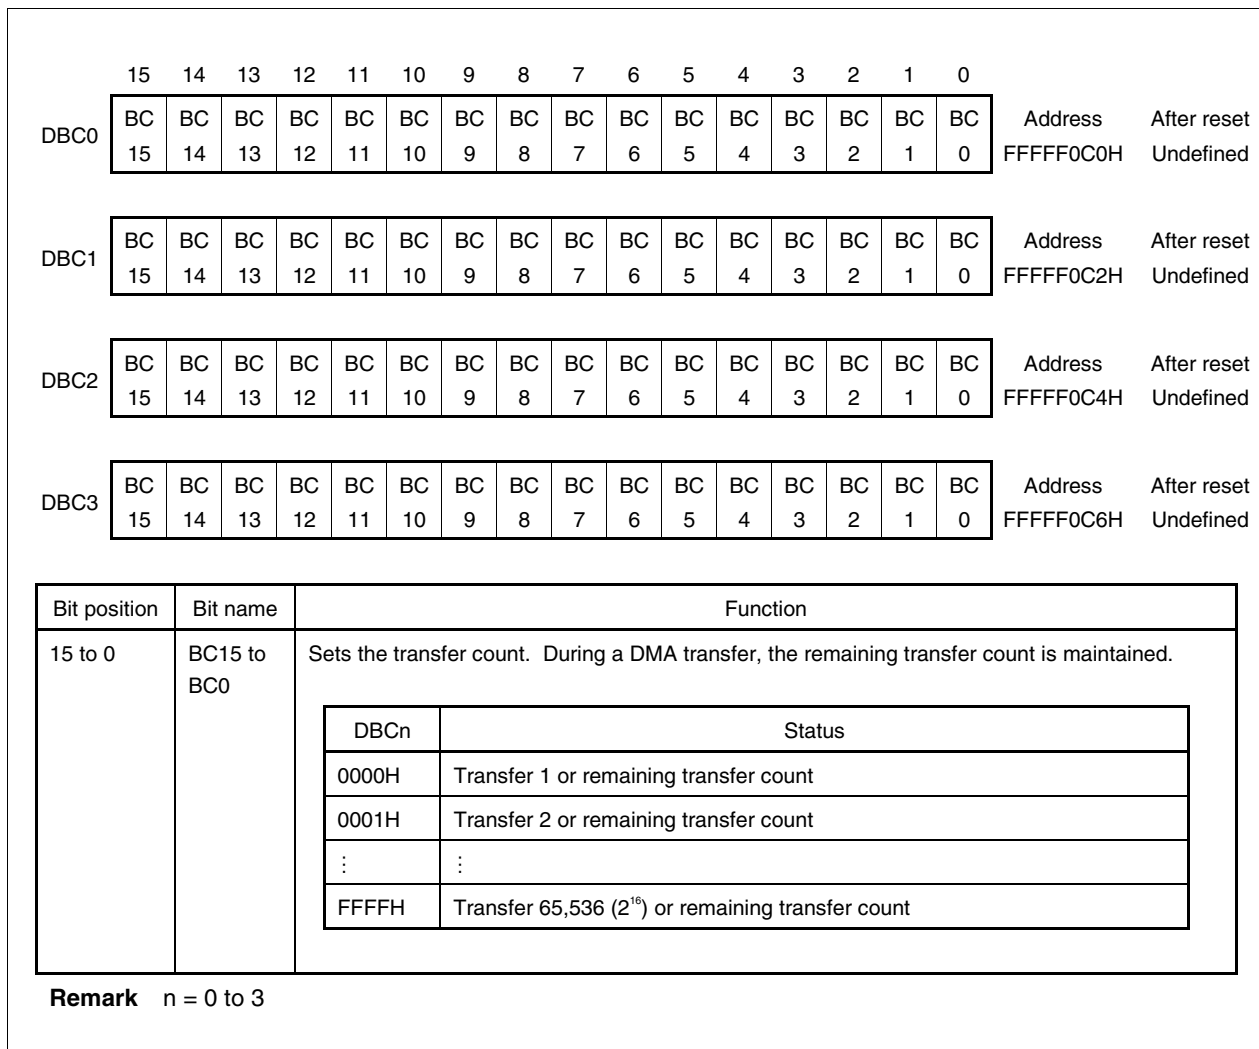 15 14 13 12 11 10 9 8 7 6 5 4 3 2 1 0
DBC0 BC BC BC BC BC BC BC BC BC BC BC BC BC BC BC BC Address After reset
15 14 13 12 11 10 9 8 7 6 5 4 3 2 1 0 FFFFF0C0H Undefined
DBC1 BC BC BC BC BC BC BC BC BC BC BC BC BC BC BC BC Address After reset
15 14 13 12 11 10 9 8 7 6 5 4 3 2 1 0 FFFFF0C2H Undefined
DBC2 BC BC BC BC BC BC BC BC BC BC BC BC BC BC BC BC Address After reset
15 14 13 12 11 10 9 8 7 6 5 4 3 2 1 0 FFFFF0C4H Undefined
DBC3 BC BC BC BC BC BC BC BC BC BC BC BC BC BC BC BC Address After reset
15 14 13 12 11 10 9 8 7 6 5 4 3 2 1 0 FFFFF0C6H Undefined
Bit position Bit name Function
15 to 0 BC15 to Sets the transfer count. During a DMA transfer, the remaining transfer count is maintained.
BC0
DBCn Status
0000H Transfer 1 or remaining transfer count
0001H Transfer 2 or remaining transfer count
⋮ ⋮
FFFFH Transfer 65,536 (2¹⁶) or remaining transfer count
Remark n = 0 to 3